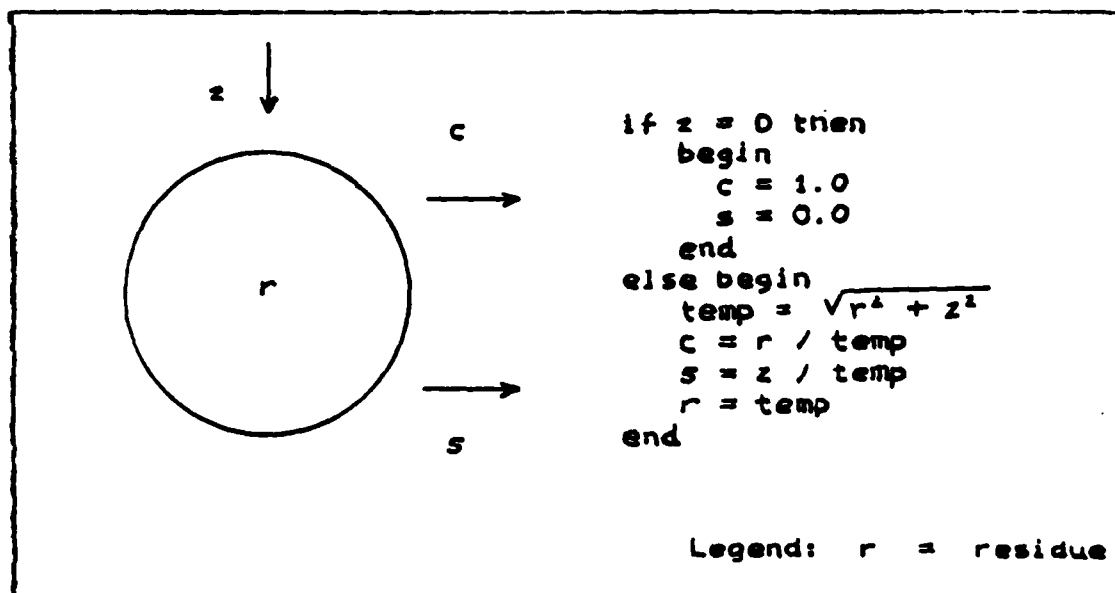 z
c
r
s
if z = 0 then
begin
c = 1.0
s = 0.0
end
else begin
temp = √r² + z²
c = r / temp
s = z / temp
r = temp
end
Legend: r = residue